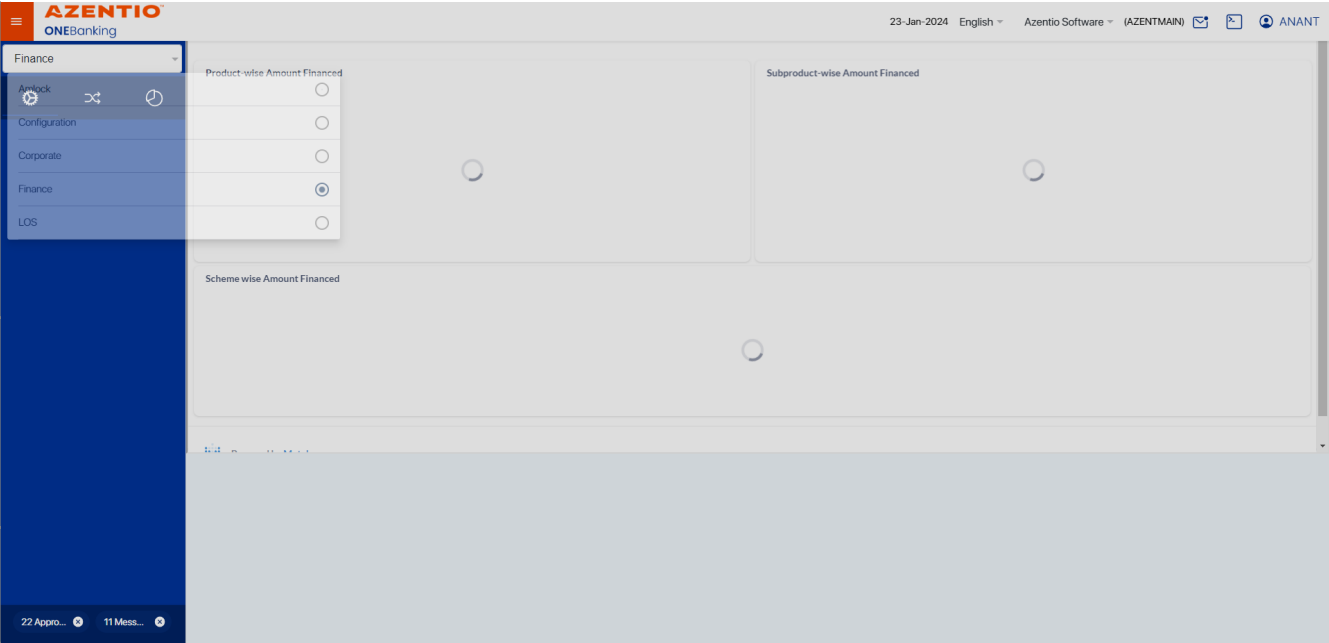 AZENTIO
ONEBanking
23-Jan-2024 English Azentio Software (AZENTMAIN) ANANT
Finance
Product-wise Amount Financed
Subproduct-wise Amount Financed
Amlock
Configuration
Corporate
Finance
LOS
Scheme wise Amount Financed
22 Appro... 11 Mess...